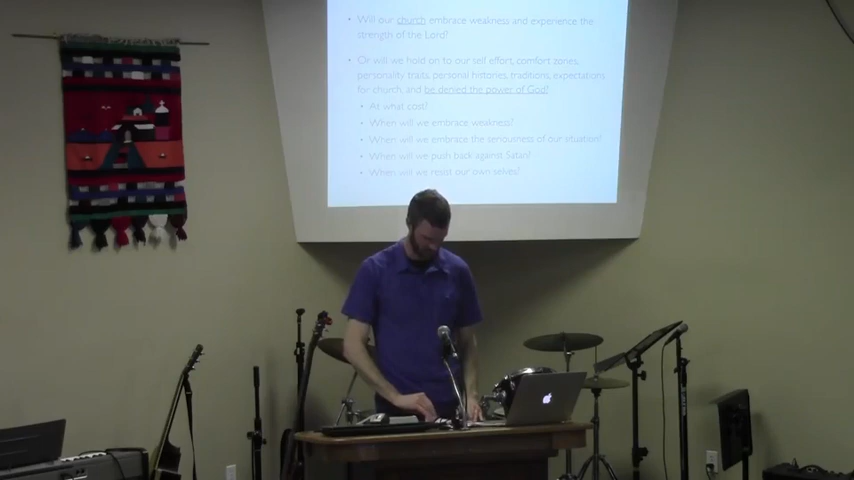 • Will our church embrace weakness and experience the
strength of the Lord?
• Or will we hold on to our self effort, comfort zones,
personality traits, personal histories, traditions, expectations
for church, and be denied the power of God?
• At what cost?
• When will we embrace weakness?
• When will we embrace the seriousness of our situation?
• When will we push back against Satan?
• When will we resist our own selves?